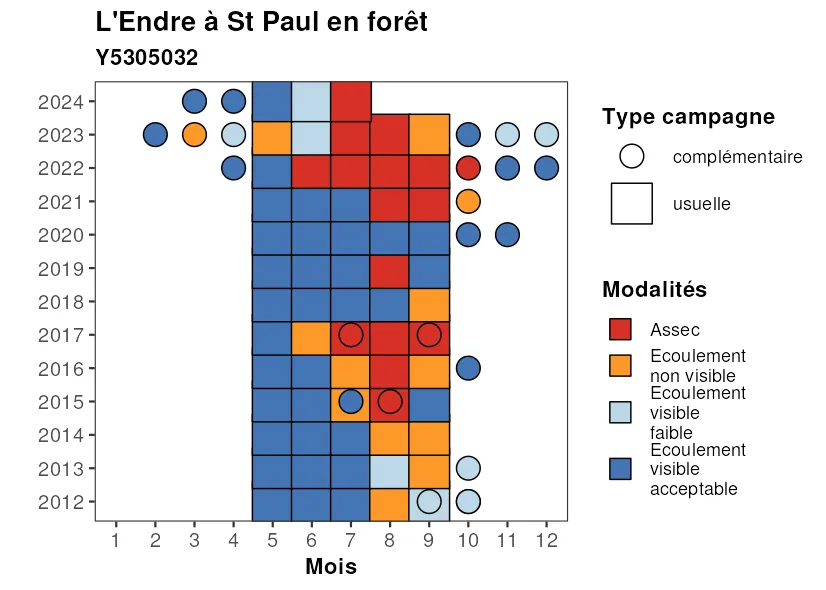 L'Endre à St Paul en forêt
Y5305032
2024
2023
2022
2021
2020
2019
2018
2017
2016
2015
2014
2013
2012
1 2 3 4 5 6 7 8 9 10 11 12
Mois
Type campagne
complémentaire
usuelle
Modalités
Assec
Ecoulement
non visible
Ecoulement
visible
faible
Ecoulement
visible
acceptable